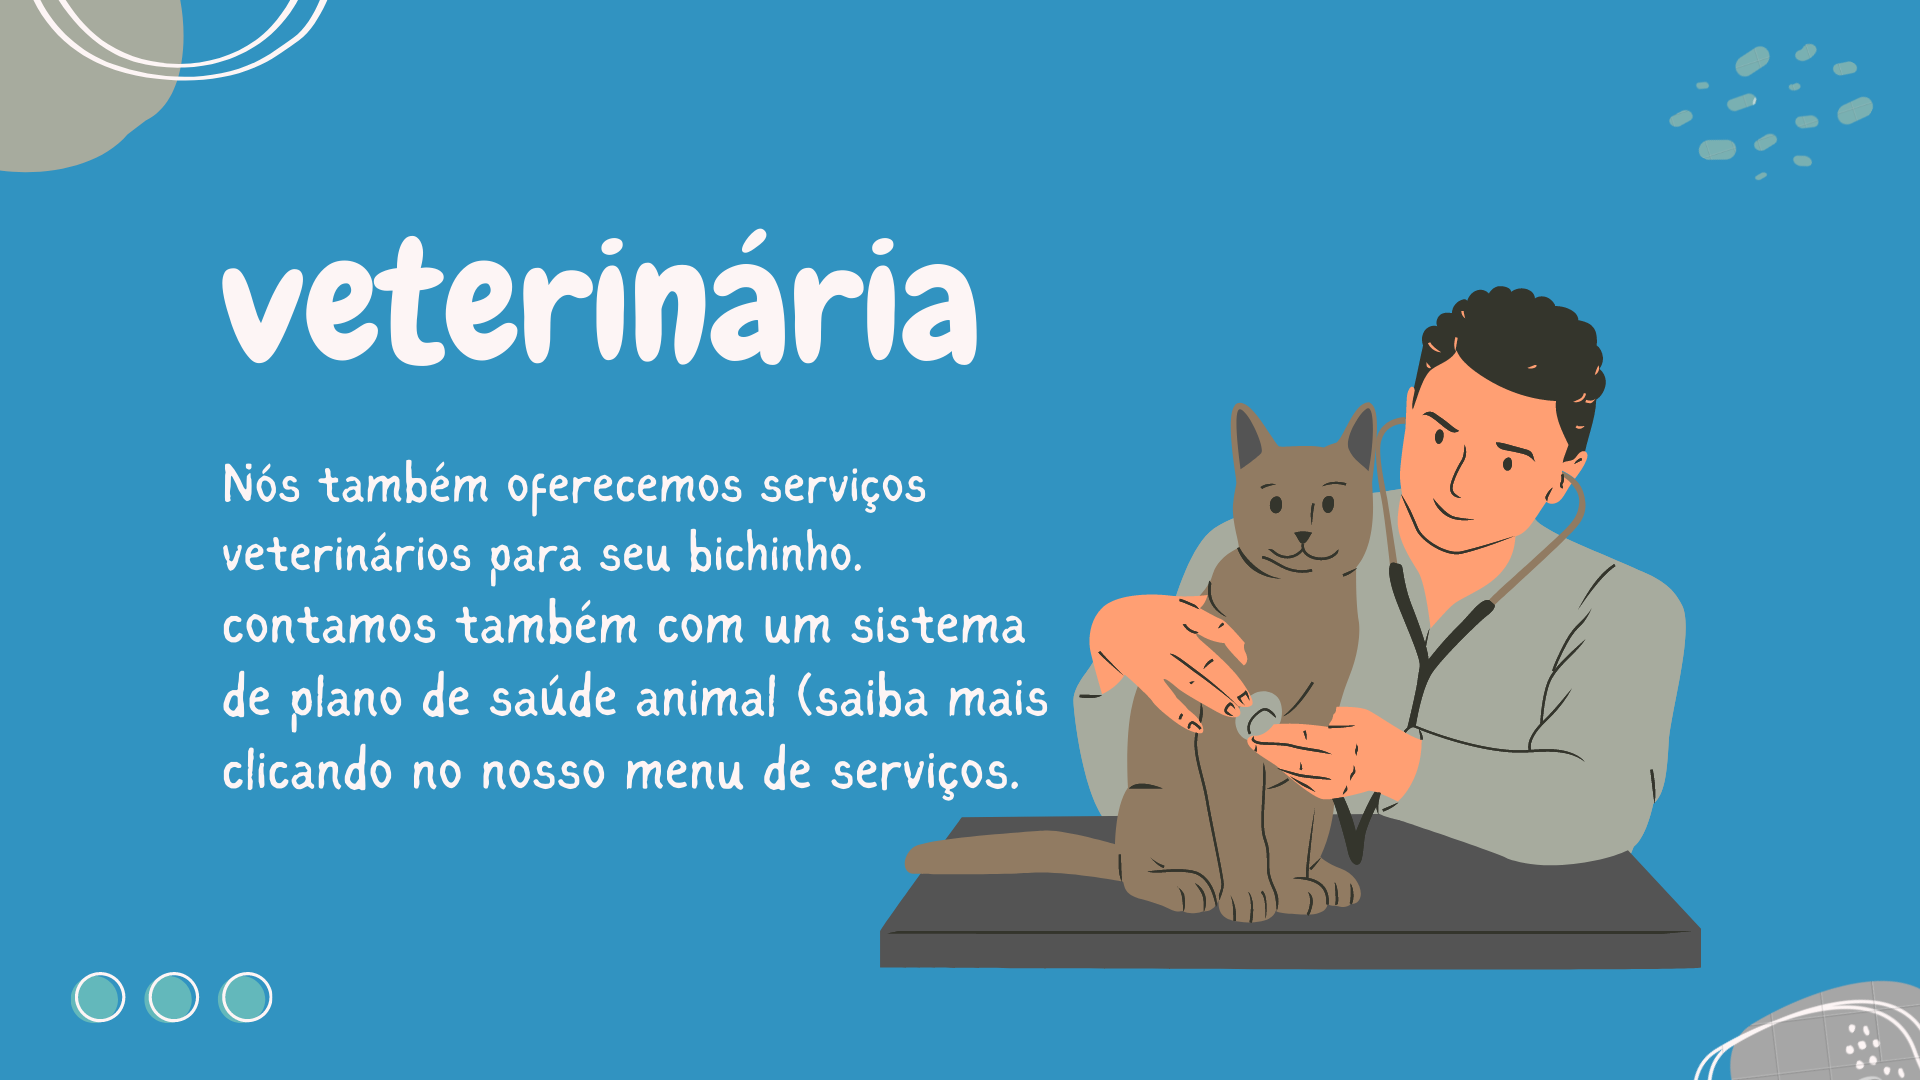 veterinária
Nós também oferecemos serviços
veterinários para seu bichinho.
contamos também com um sistema
de plano de saúde animal (saiba mais
clicando no nosso menu de serviços.